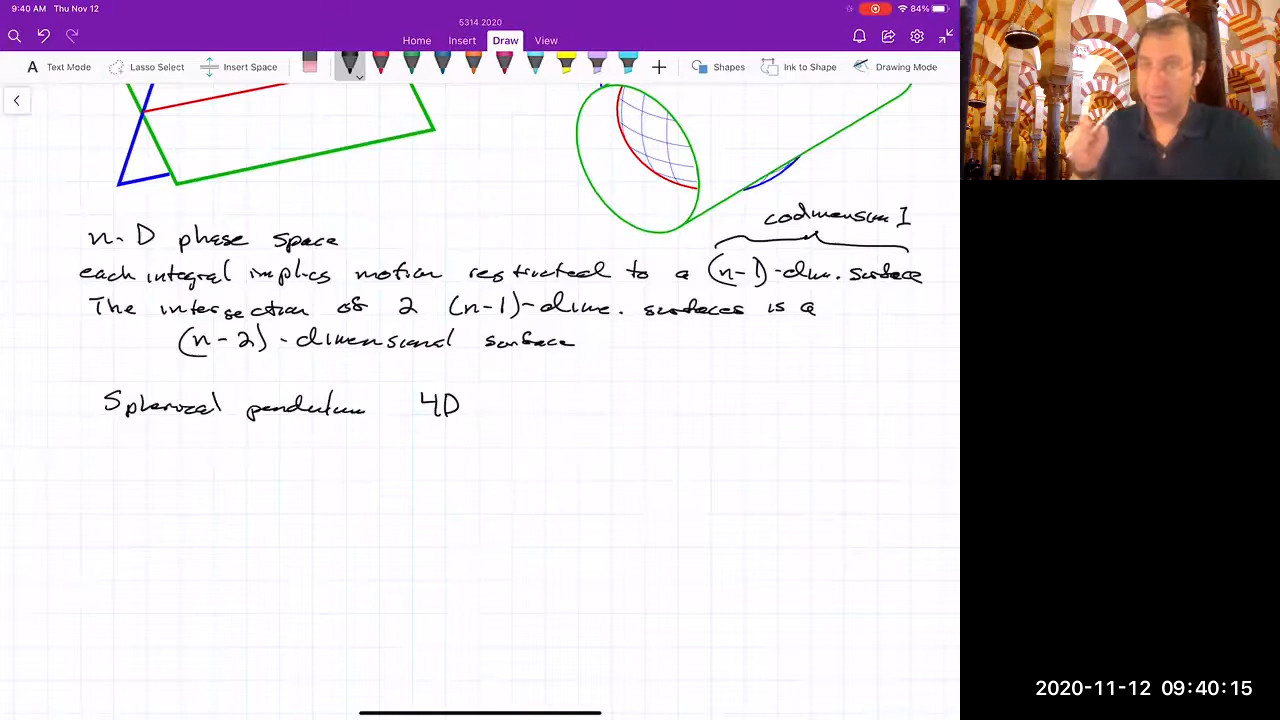 9:40 AM Thu Nov 12
84%
5314 2020
Home Insert Draw View
Text Mode Lasso Select Insert Space Shapes Ink to Shape Drawing Mode
codimension 1
n-D phase space
each integral implies motion restricted to a (n-1)-dim. surface
The intersection of 2 (n-1)-dime. surfaces is a
(n-2)-dimensional surface
Spherical pendulum 4D
2020-11-12 09:40:15